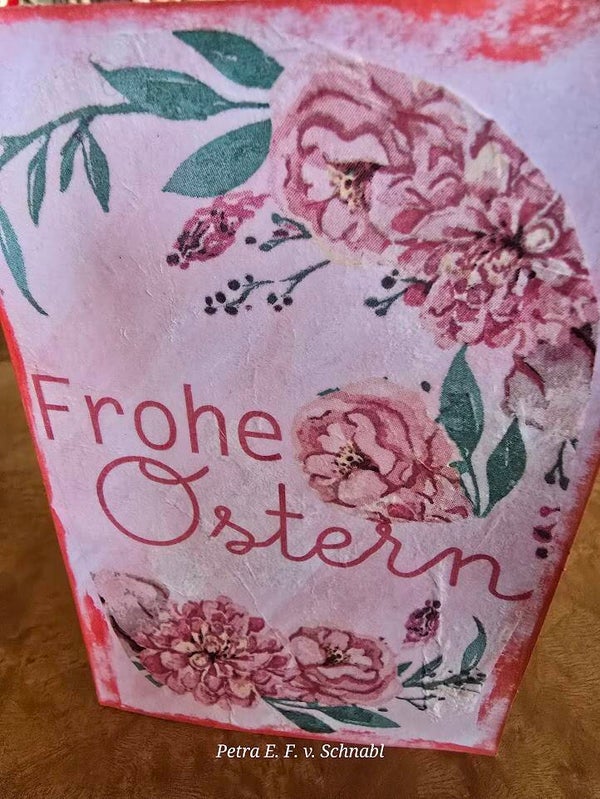 Frohe
Ostern
Petra E. F. v. Schnabl